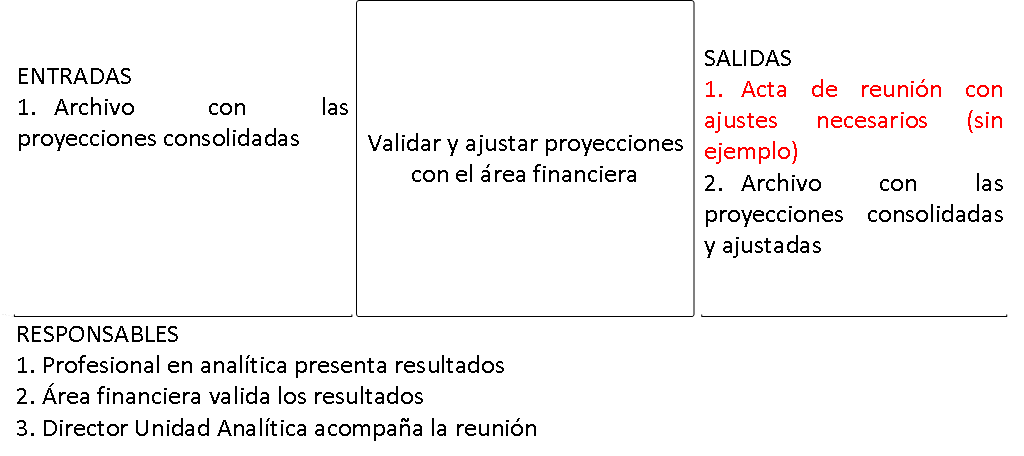 ENTRADAS
1. Archivo con las
proyecciones consolidadas
Validar y ajustar proyecciones
con el área financiera
SALIDAS
1. Acta de reunión con
ajustes necesarios (sin
ejemplo)
2. Archivo con las
proyecciones consolidadas
y ajustadas
RESPONSABLES
1. Profesional en analítica presenta resultados
2. Área financiera valida los resultados
3. Director Unidad Analítica acompaña la reunión